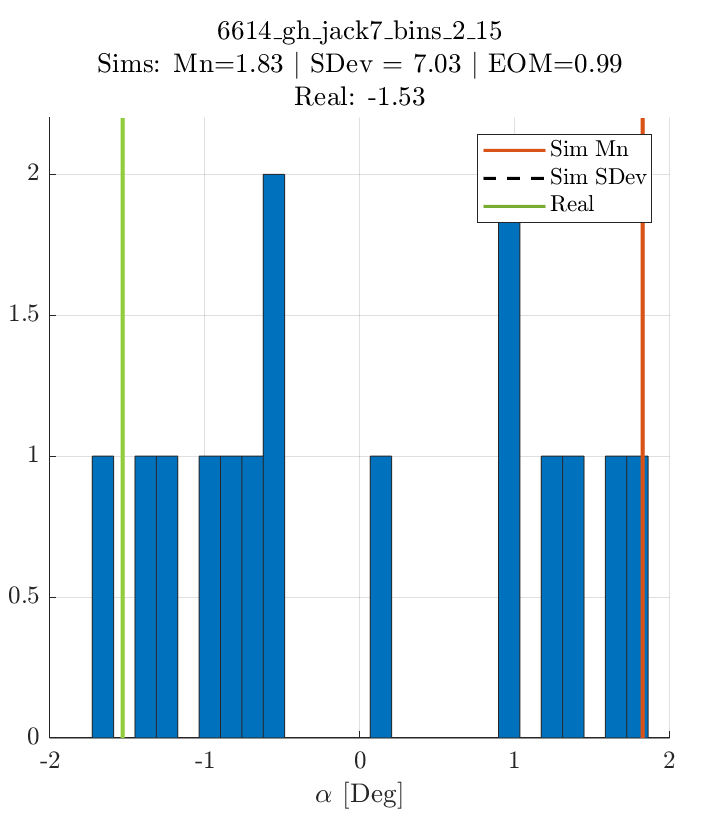 6614_gh_jack7_bins_2_15
Sims: Mn=1.83 | SDev = 7.03 | EOM=0.99
Real: -1.53
Sim Mn
Sim SDev
Real
2
1.5
1
0.5
0
-2
-1
0
1
2
α [Deg]